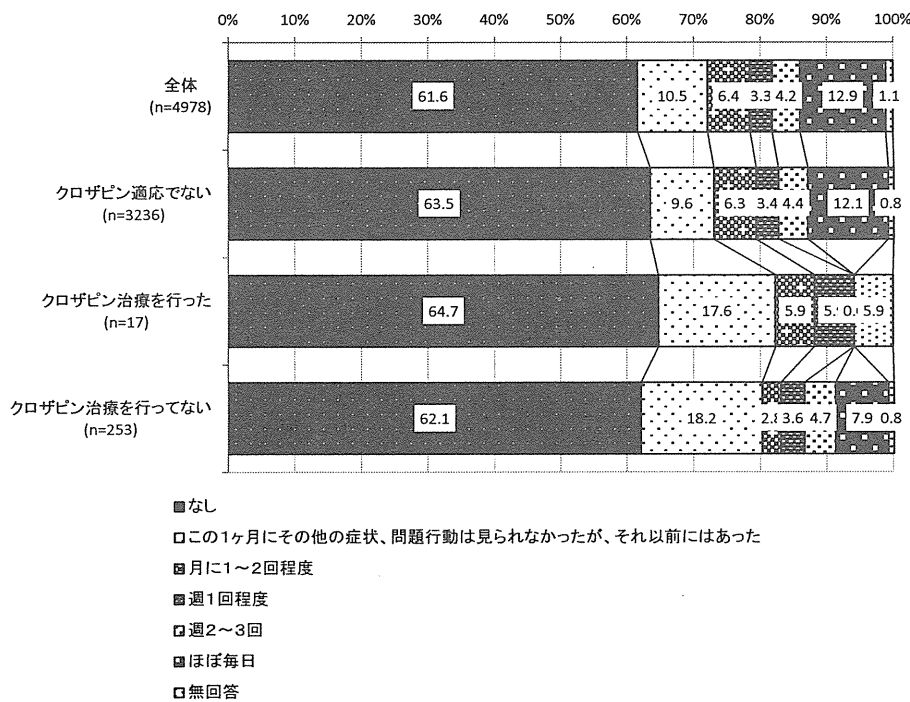 0% 10% 20% 30% 40% 50% 60% 70% 80% 90% 100%
全体
(n=4978)
61.6 10.5 6.4 3.3 4.2 12.9 1.1
クロザピン適応でない
(n=3236)
63.5 9.6 6.3 3.4 4.4 12.1 0.8
クロザピン治療を行った
(n=17)
64.7 17.6 5.9 5.9
クロザピン治療を行ってない
(n=253)
62.1 18.2 2.8 3.6 4.7 7.9 0.8
なし
この１ヶ月にその他の症状、問題行動は見られなかったが、それ以前にはあった
月に１～２回程度
週１回程度
週２～３回
ほぼ毎日
無回答